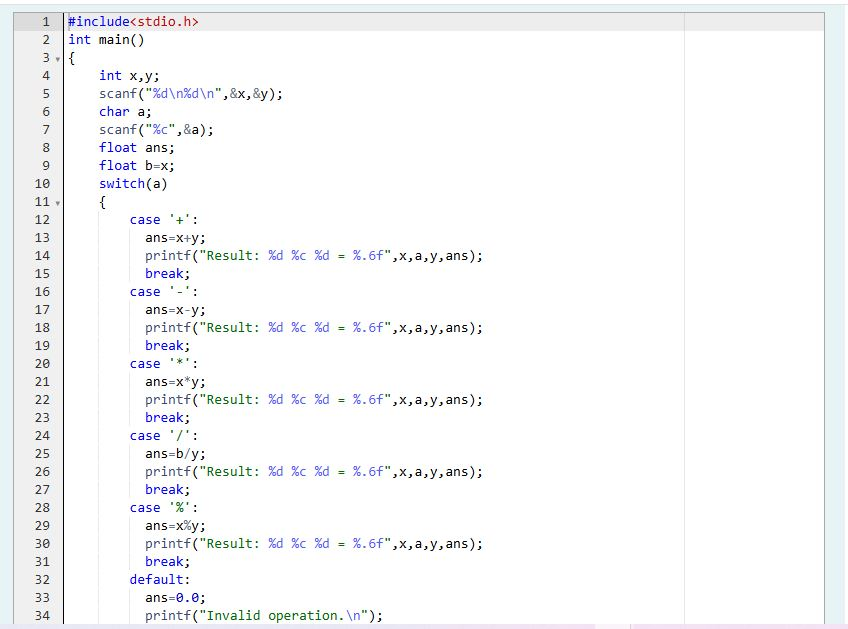 1 #include<stdio.h>
2 int main()
3 {
4     int x,y;
5     scanf("%d\n%d\n",&x,&y);
6     char a;
7     scanf("%c",&a);
8     float ans;
9     float b=x;
10     switch(a)
11     {
12         case '+':
13           ans=x+y;
14           printf("Result: %d %c %d = %.6f",x,a,y,ans);
15           break;
16         case '-':
17           ans=x-y;
18           printf("Result: %d %c %d = %.6f",x,a,y,ans);
19           break;
20         case '*':
21           ans=x*y;
22           printf("Result: %d %c %d = %.6f",x,a,y,ans);
23           break;
24         case '/':
25           ans=b/y;
26           printf("Result: %d %c %d = %.6f",x,a,y,ans);
27           break;
28         case '%':
29           ans=x%y;
30           printf("Result: %d %c %d = %.6f",x,a,y,ans);
31           break;
32         default:
33           ans=0.0;
34           printf("Invalid operation.\n");